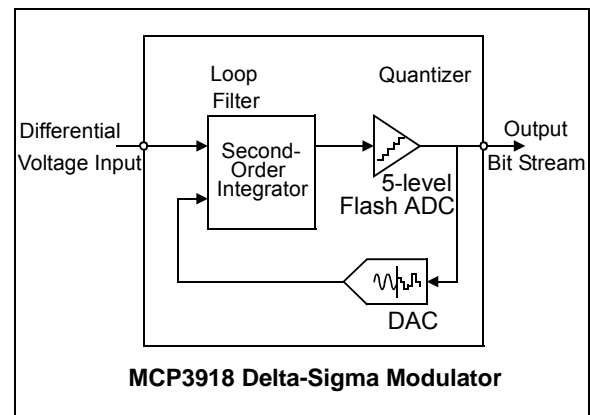 Loop
Filter
Quantizer
Differential
Voltage Input
Second-
Order
Integrator
5-level
Flash ADC
Output
Bit Stream
DAC
MCP3918 Delta-Sigma Modulator